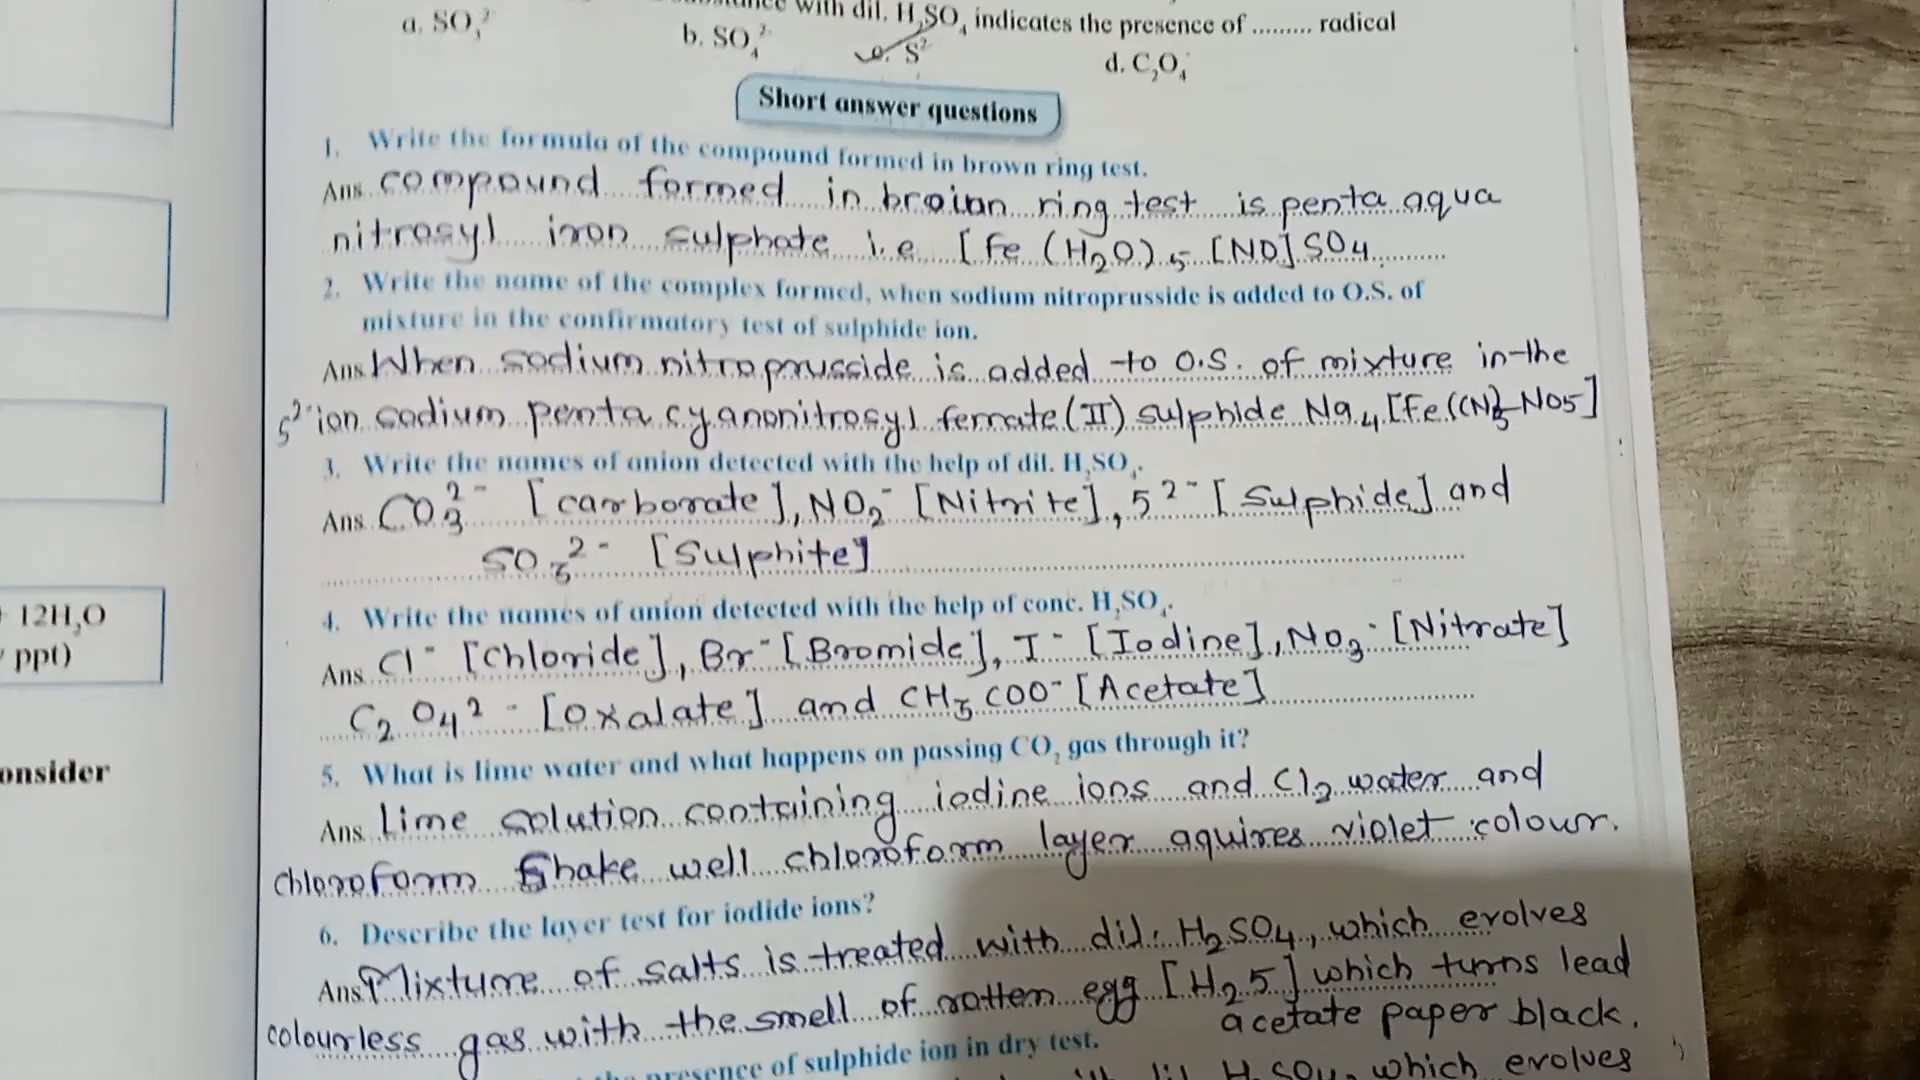 with dil. H₂SO₄ indicates the presence of ......... radical
a. SO₃²⁻ b. SO₄²⁻ c. S²⁻ d. C₂O₄⁻
Short answer questions
1. Write the formula of the compound formed in brown ring test.
Ans. compound formed in brown ring test is penta aqua
nitrosyl iron sulphate i.e [Fe (H₂O)₅ [NO] SO₄
2. Write the name of the complex formed, when sodium nitroprusside is added to O.S. of
mixture in the confirmatory test of sulphide ion.
Ans When sodium nitroprusside is added to O.S. of mixture in the
S²⁻ ion sodium penta cyanonitrosyl ferrate (II) sulphide Na₄ [Fe (CN)₅ NOS]
3. Write the names of anion detected with the help of dil. H₂SO₄.
Ans. CO₃²⁻ [carborate], NO₂⁻ [Nitrite], S²⁻ [Sulphide] and
SO₃²⁻ [Sulphite]
4. Write the names of anion detected with the help of conc. H₂SO₄.
Ans. Cl⁻ [Chloride], Br⁻ [Bromide], I⁻ [Iodine], NO₃⁻ [Nitrate]
C₂O₄²⁻ [Oxalate] and CH₃COO⁻ [Acetate]
5. What is lime water and what happens on passing CO₂ gas through it?
Ans. Lime solution containing iodine ions and Cl₂ water and
chloroform Shake well chloroform layer aquires violet colour.
6. Describe the layer test for iodide ions?
Ans Mixture of salts is treated with dil. H₂SO₄, which evolves
colourless gas with the smell of rotten egg [H₂S] which turns lead
acetate paper black.
presence of sulphide ion in dry test.
dil H₂SO₄, which evolves
12H₂O
ppt)
onsider